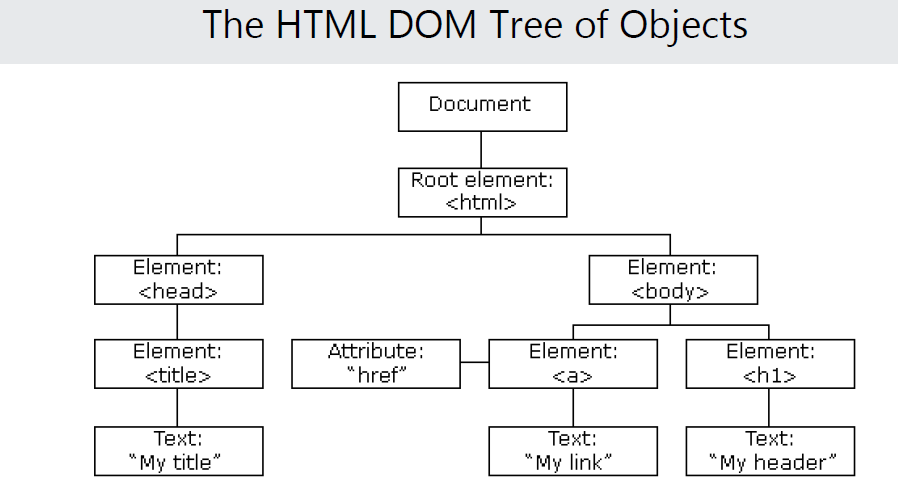 The HTML DOM Tree of Objects
Document
Root element:
<html>
Element:
<head>
Element:
<body>
Element:
<title>
Attribute:
“href”
Element:
<a>
Element:
<h1>
Text:
“My title”
Text:
“My link”
Text:
“My header”